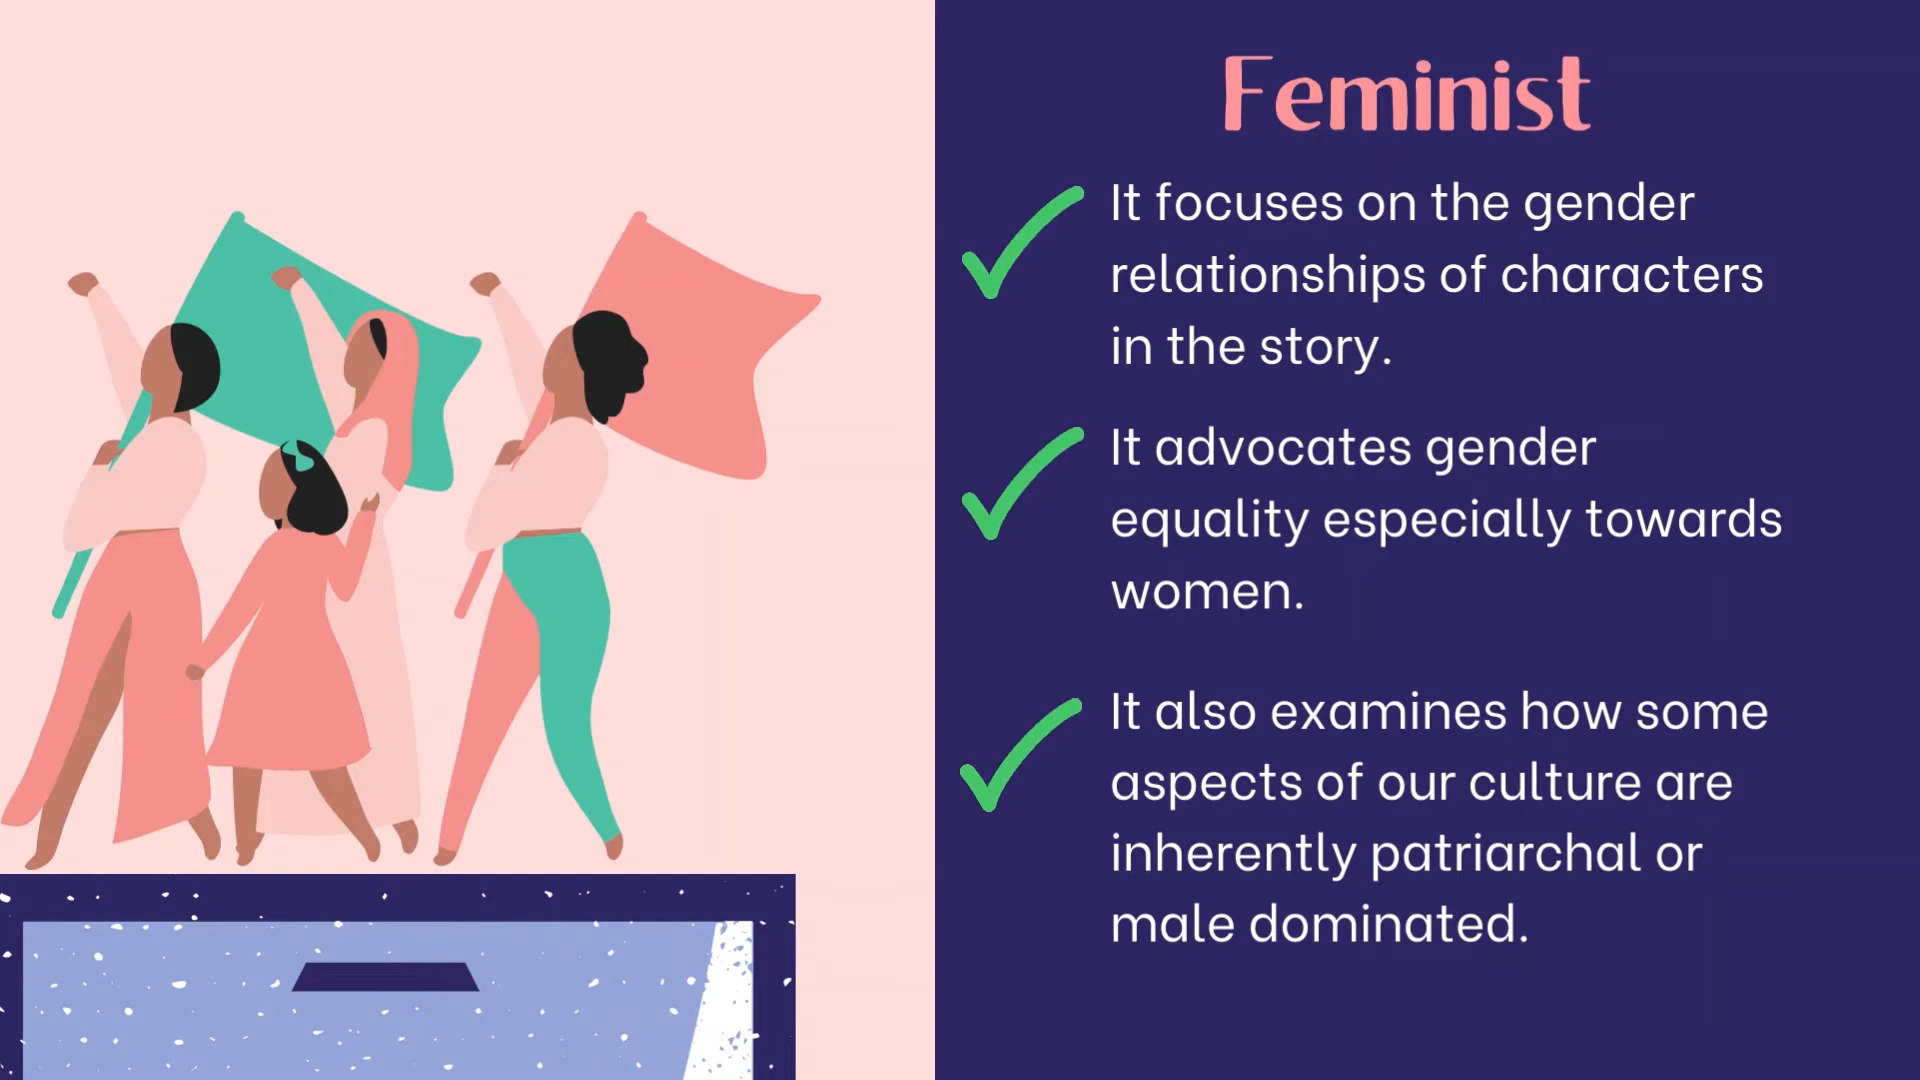 Feminist
It focuses on the gender
relationships of characters
in the story.
It advocates gender
equality especially towards
women.
It also examines how some
aspects of our culture are
inherently patriarchal or
male dominated.